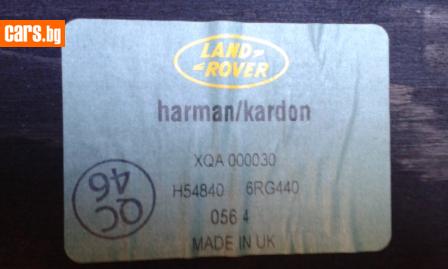 cars.bg
LAND
ROVER
harman/kardon
XQA 000030
H54840 6RG440
056 4
MADE IN UK
QC
46